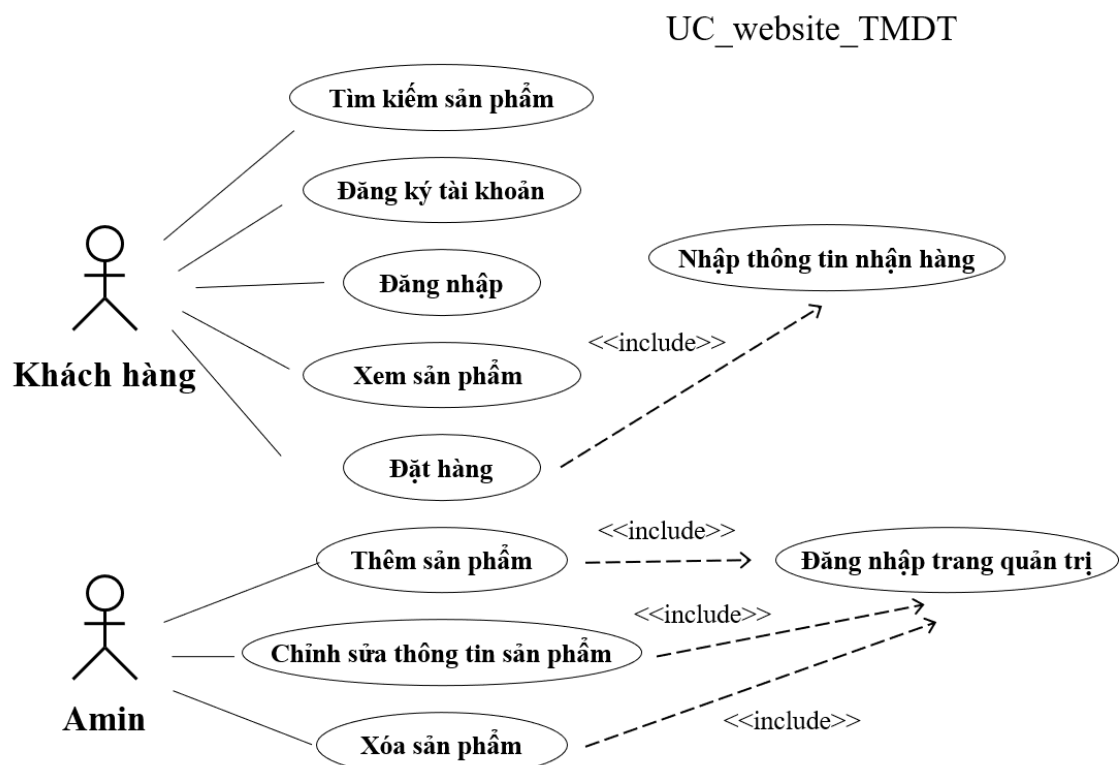 UC_website_TMDT
Tìm kiếm sản phẩm
Đăng ký tài khoản
Nhập thông tin nhận hàng
Đăng nhập
<<include>>
Khách hàng
Xem sản phẩm
Đặt hàng
<<include>>
Thêm sản phẩm
Đăng nhập trang quản trị
<<include>>
Chỉnh sửa thông tin sản phẩm
Amin
<<include>>
Xóa sản phẩm